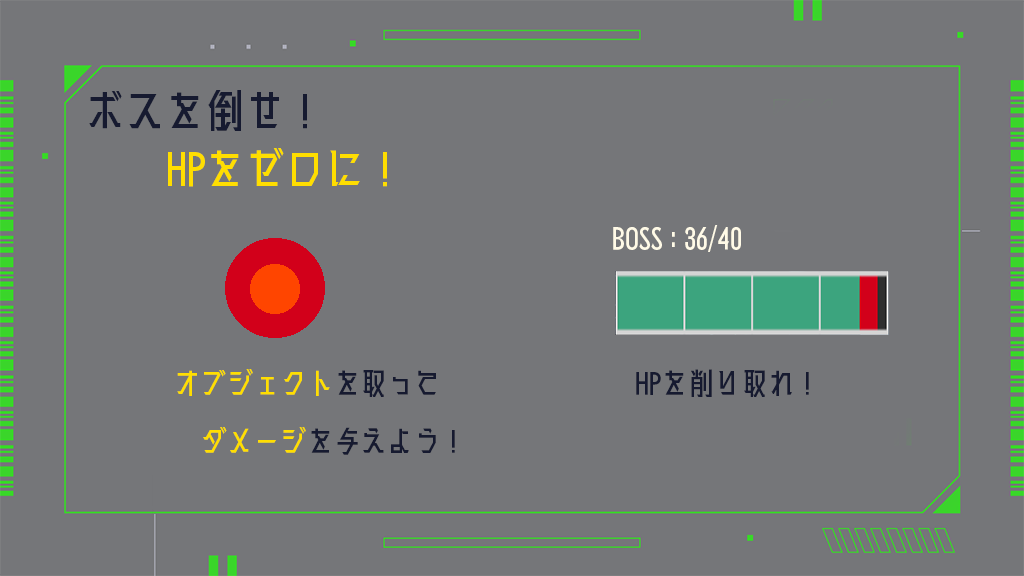 ボスを倒せ！
HPをゼロに！
BOSS : 36/40
オブジェクトを取って
ダメージを与えよう！
HPを削り取れ！